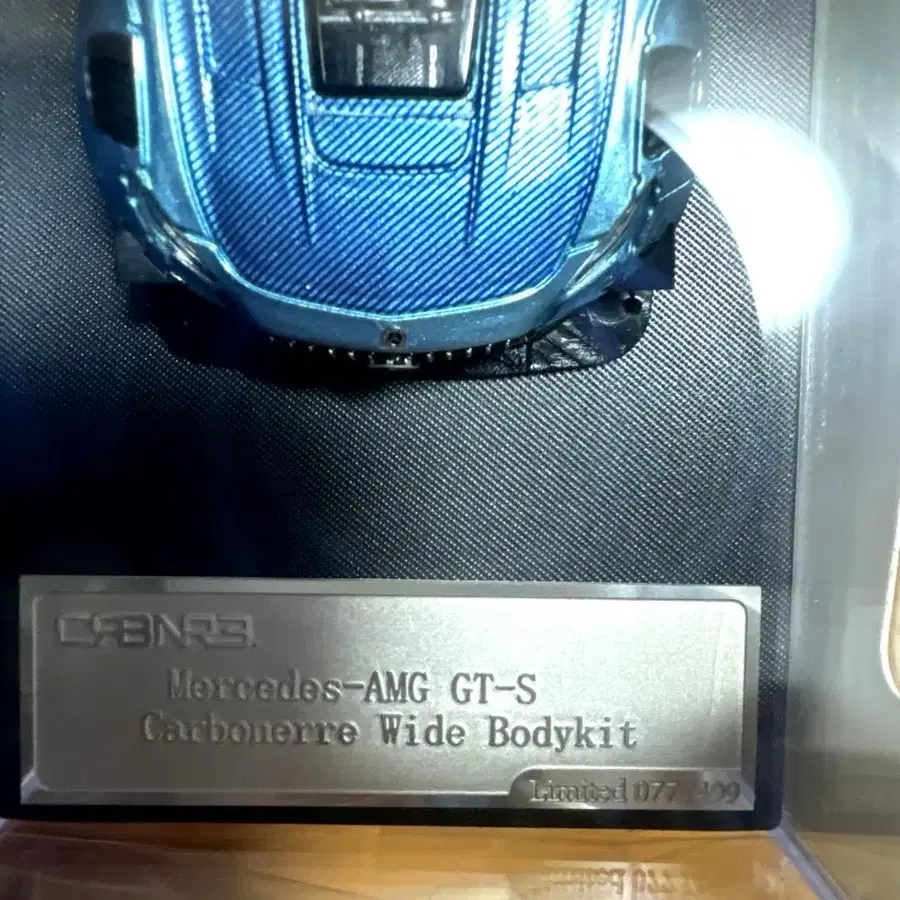 CRBNR3.
Mercedes-AMG GT-S
Carbonerre Wide Bodykit
Limited 077 499